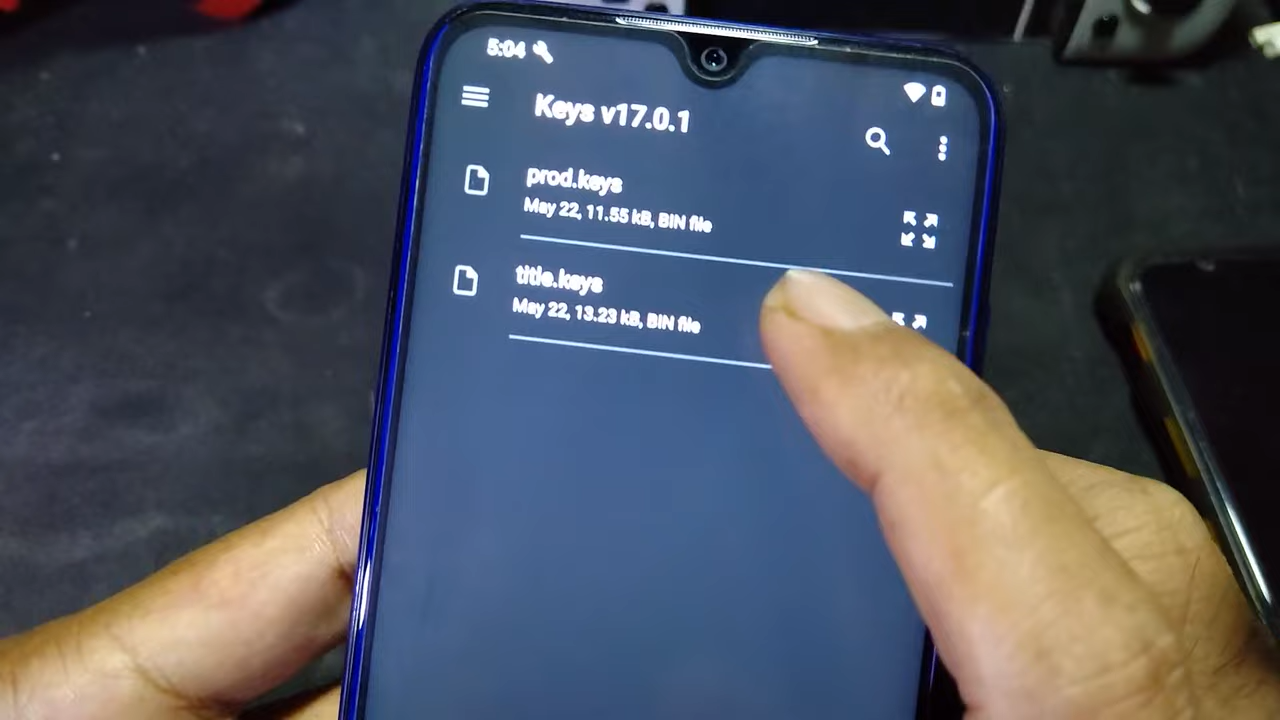 5:04
Keys v17.0.1
prod.keys
May 22, 11.55 kB, BIN file
title.keys
May 22, 13.23 kB, BIN file